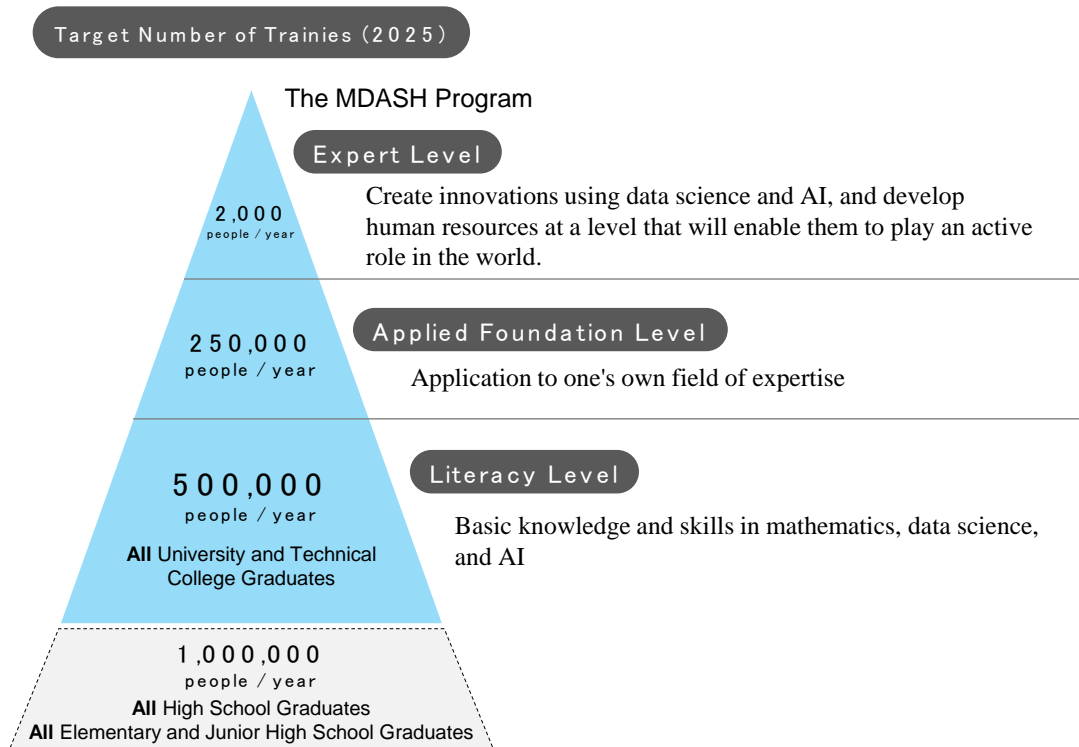 Target Number of Trainies (2025)
The MDASH Program
Expert Level
2,000
people / year
Create innovations using data science and AI, and develop
human resources at a level that will enable them to play an active
role in the world.
Applied Foundation Level
250,000
people / year
Application to one's own field of expertise
Literacy Level
500,000
people / year
All University and Technical
College Graduates
Basic knowledge and skills in mathematics, data science,
and AI
1,000,000
people / year
All High School Graduates
All Elementary and Junior High School Graduates